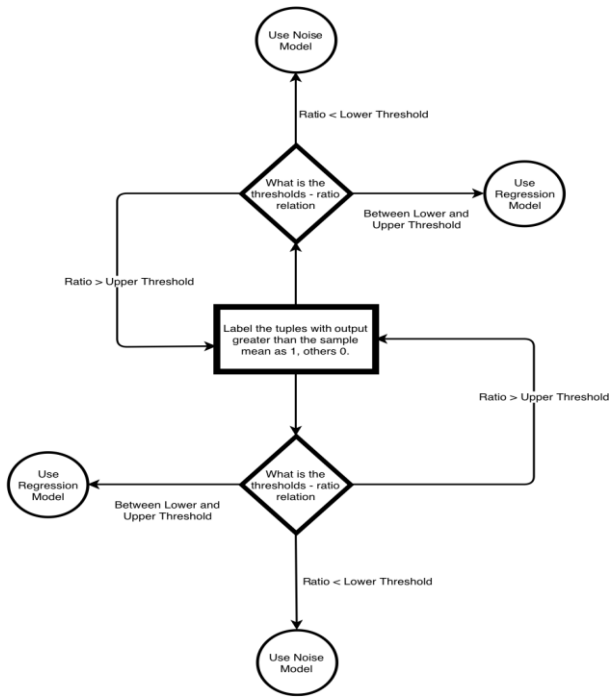 Use Noise
Model
Ratio < Lower Threshold
What is the
thresholds - ratio
relation
Use
Regression
Model
Between Lower and
Upper Threshold
Ratio > Upper Threshold
Label the tuples with output
greater than the sample
mean as 1, others 0.
Ratio > Upper Threshold
Use
Regression
Model
What is the
thresholds - ratio
relation
Between Lower and
Upper Threshold
Ratio < Lower Threshold
Use Noise
Model